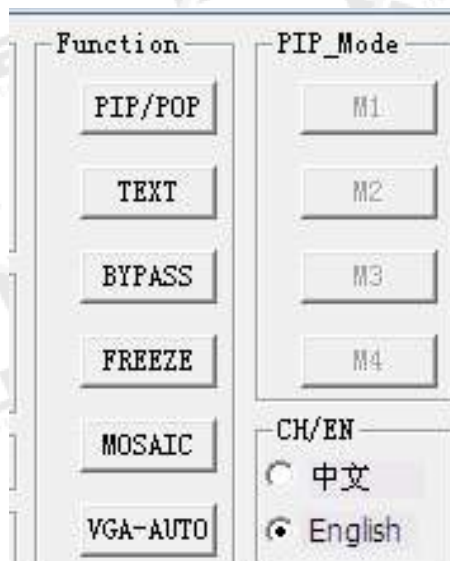 Function
PIP/POP
TEXT
BYPASS
FREEZE
MOSAIC
VGA-AUTO
PIP_Mode
M1
M2
M3
M4
CH/EN
中文
English